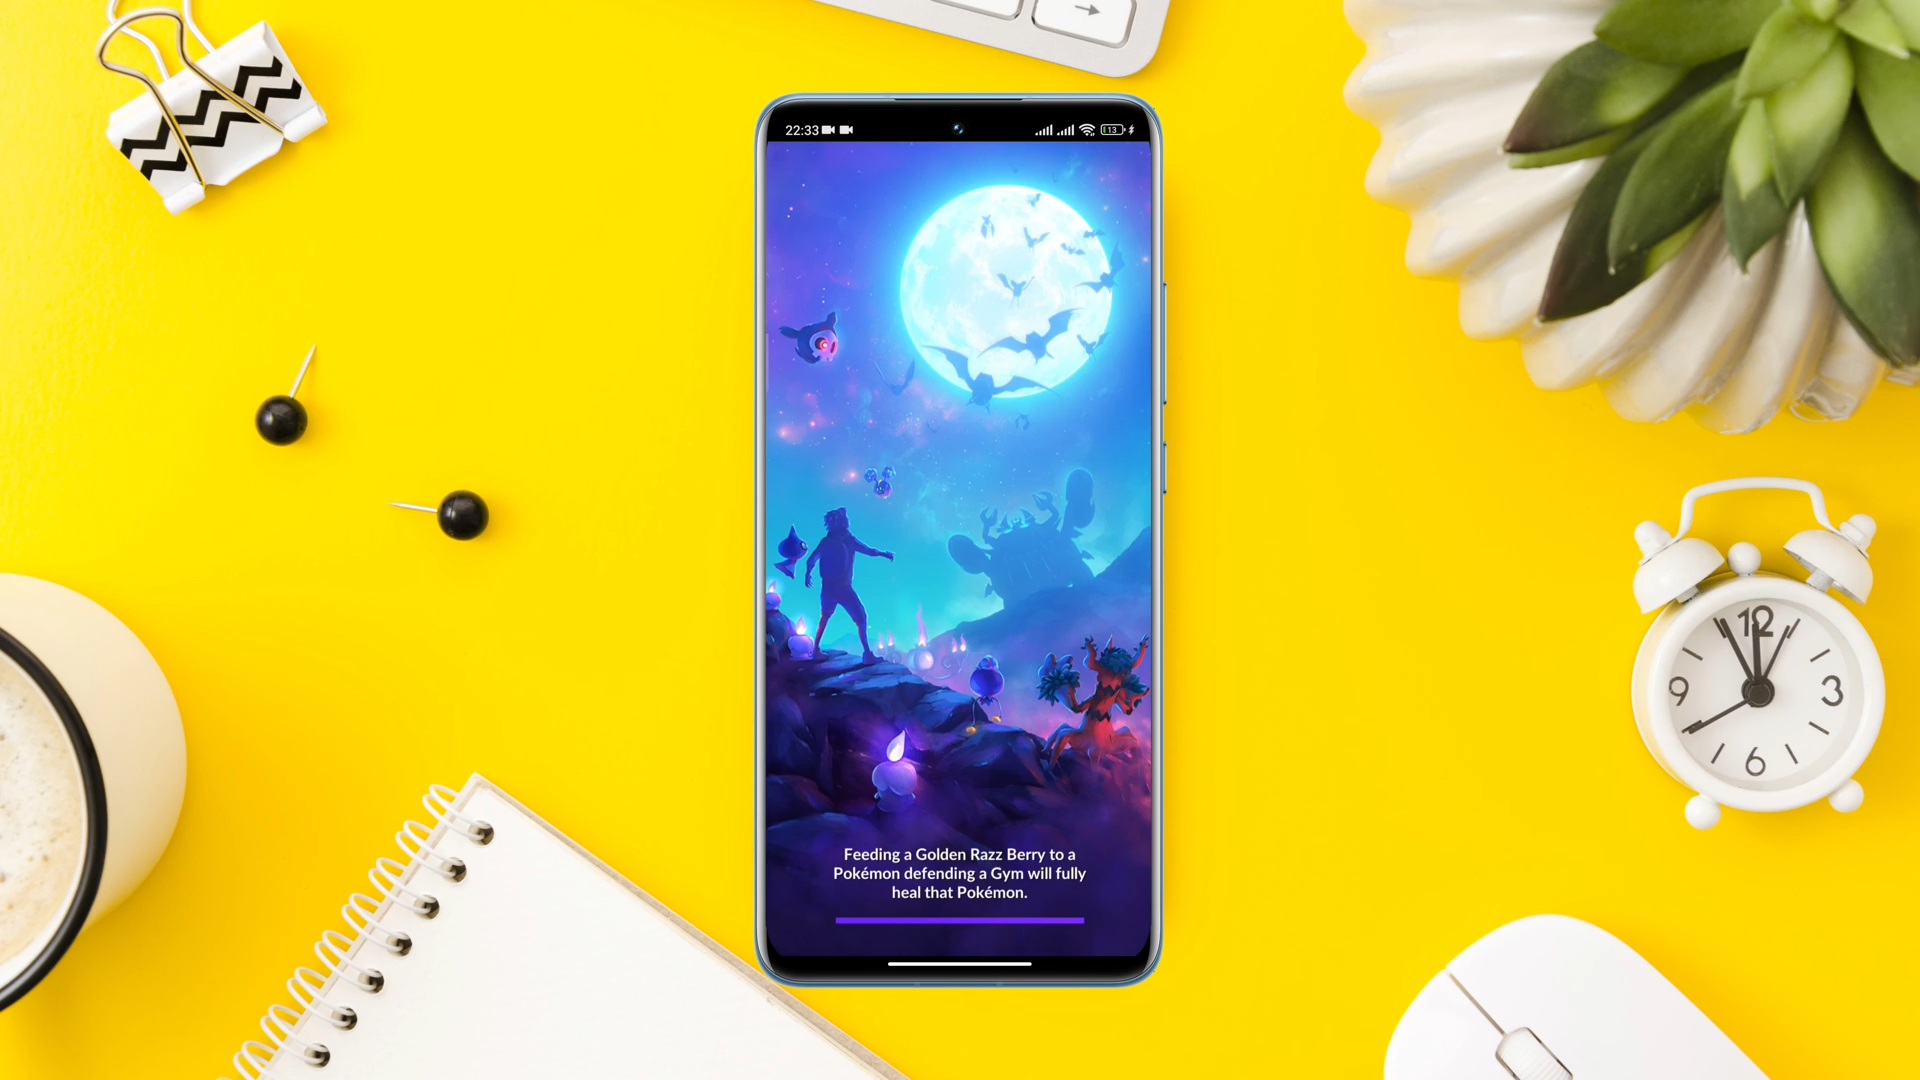 22:33
13
Feeding a Golden Razz Berry to a
Pokémon defending a Gym will fully
heal that Pokémon.
12
9
3
6